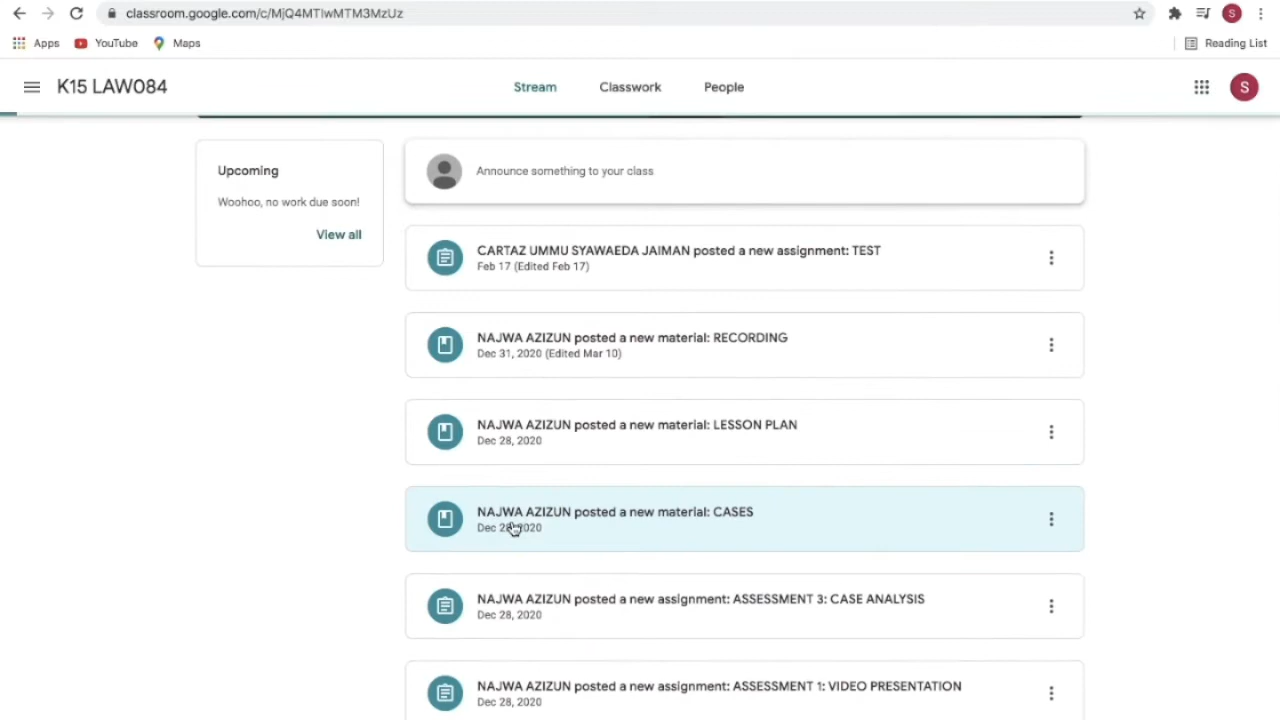 classroom.google.com/c/MjQ4MTIwMTM3MzUz
S
Apps YouTube Maps Reading List
K15 LAW084 Stream Classwork People S
Upcoming
Woohoo, no work due soon!
View all
Announce something to your class
CARTAZ UMMU SYAWAEDA JAIMAN posted a new assignment: TEST
Feb 17 (Edited Feb 17)
NAJWA AZIZUN posted a new material: RECORDING
Dec 31, 2020 (Edited Mar 10)
NAJWA AZIZUN posted a new material: LESSON PLAN
Dec 28, 2020
NAJWA AZIZUN posted a new material: CASES
Dec 28, 2020
NAJWA AZIZUN posted a new assignment: ASSESSMENT 3: CASE ANALYSIS
Dec 28, 2020
NAJWA AZIZUN posted a new assignment: ASSESSMENT 1: VIDEO PRESENTATION
Dec 28, 2020